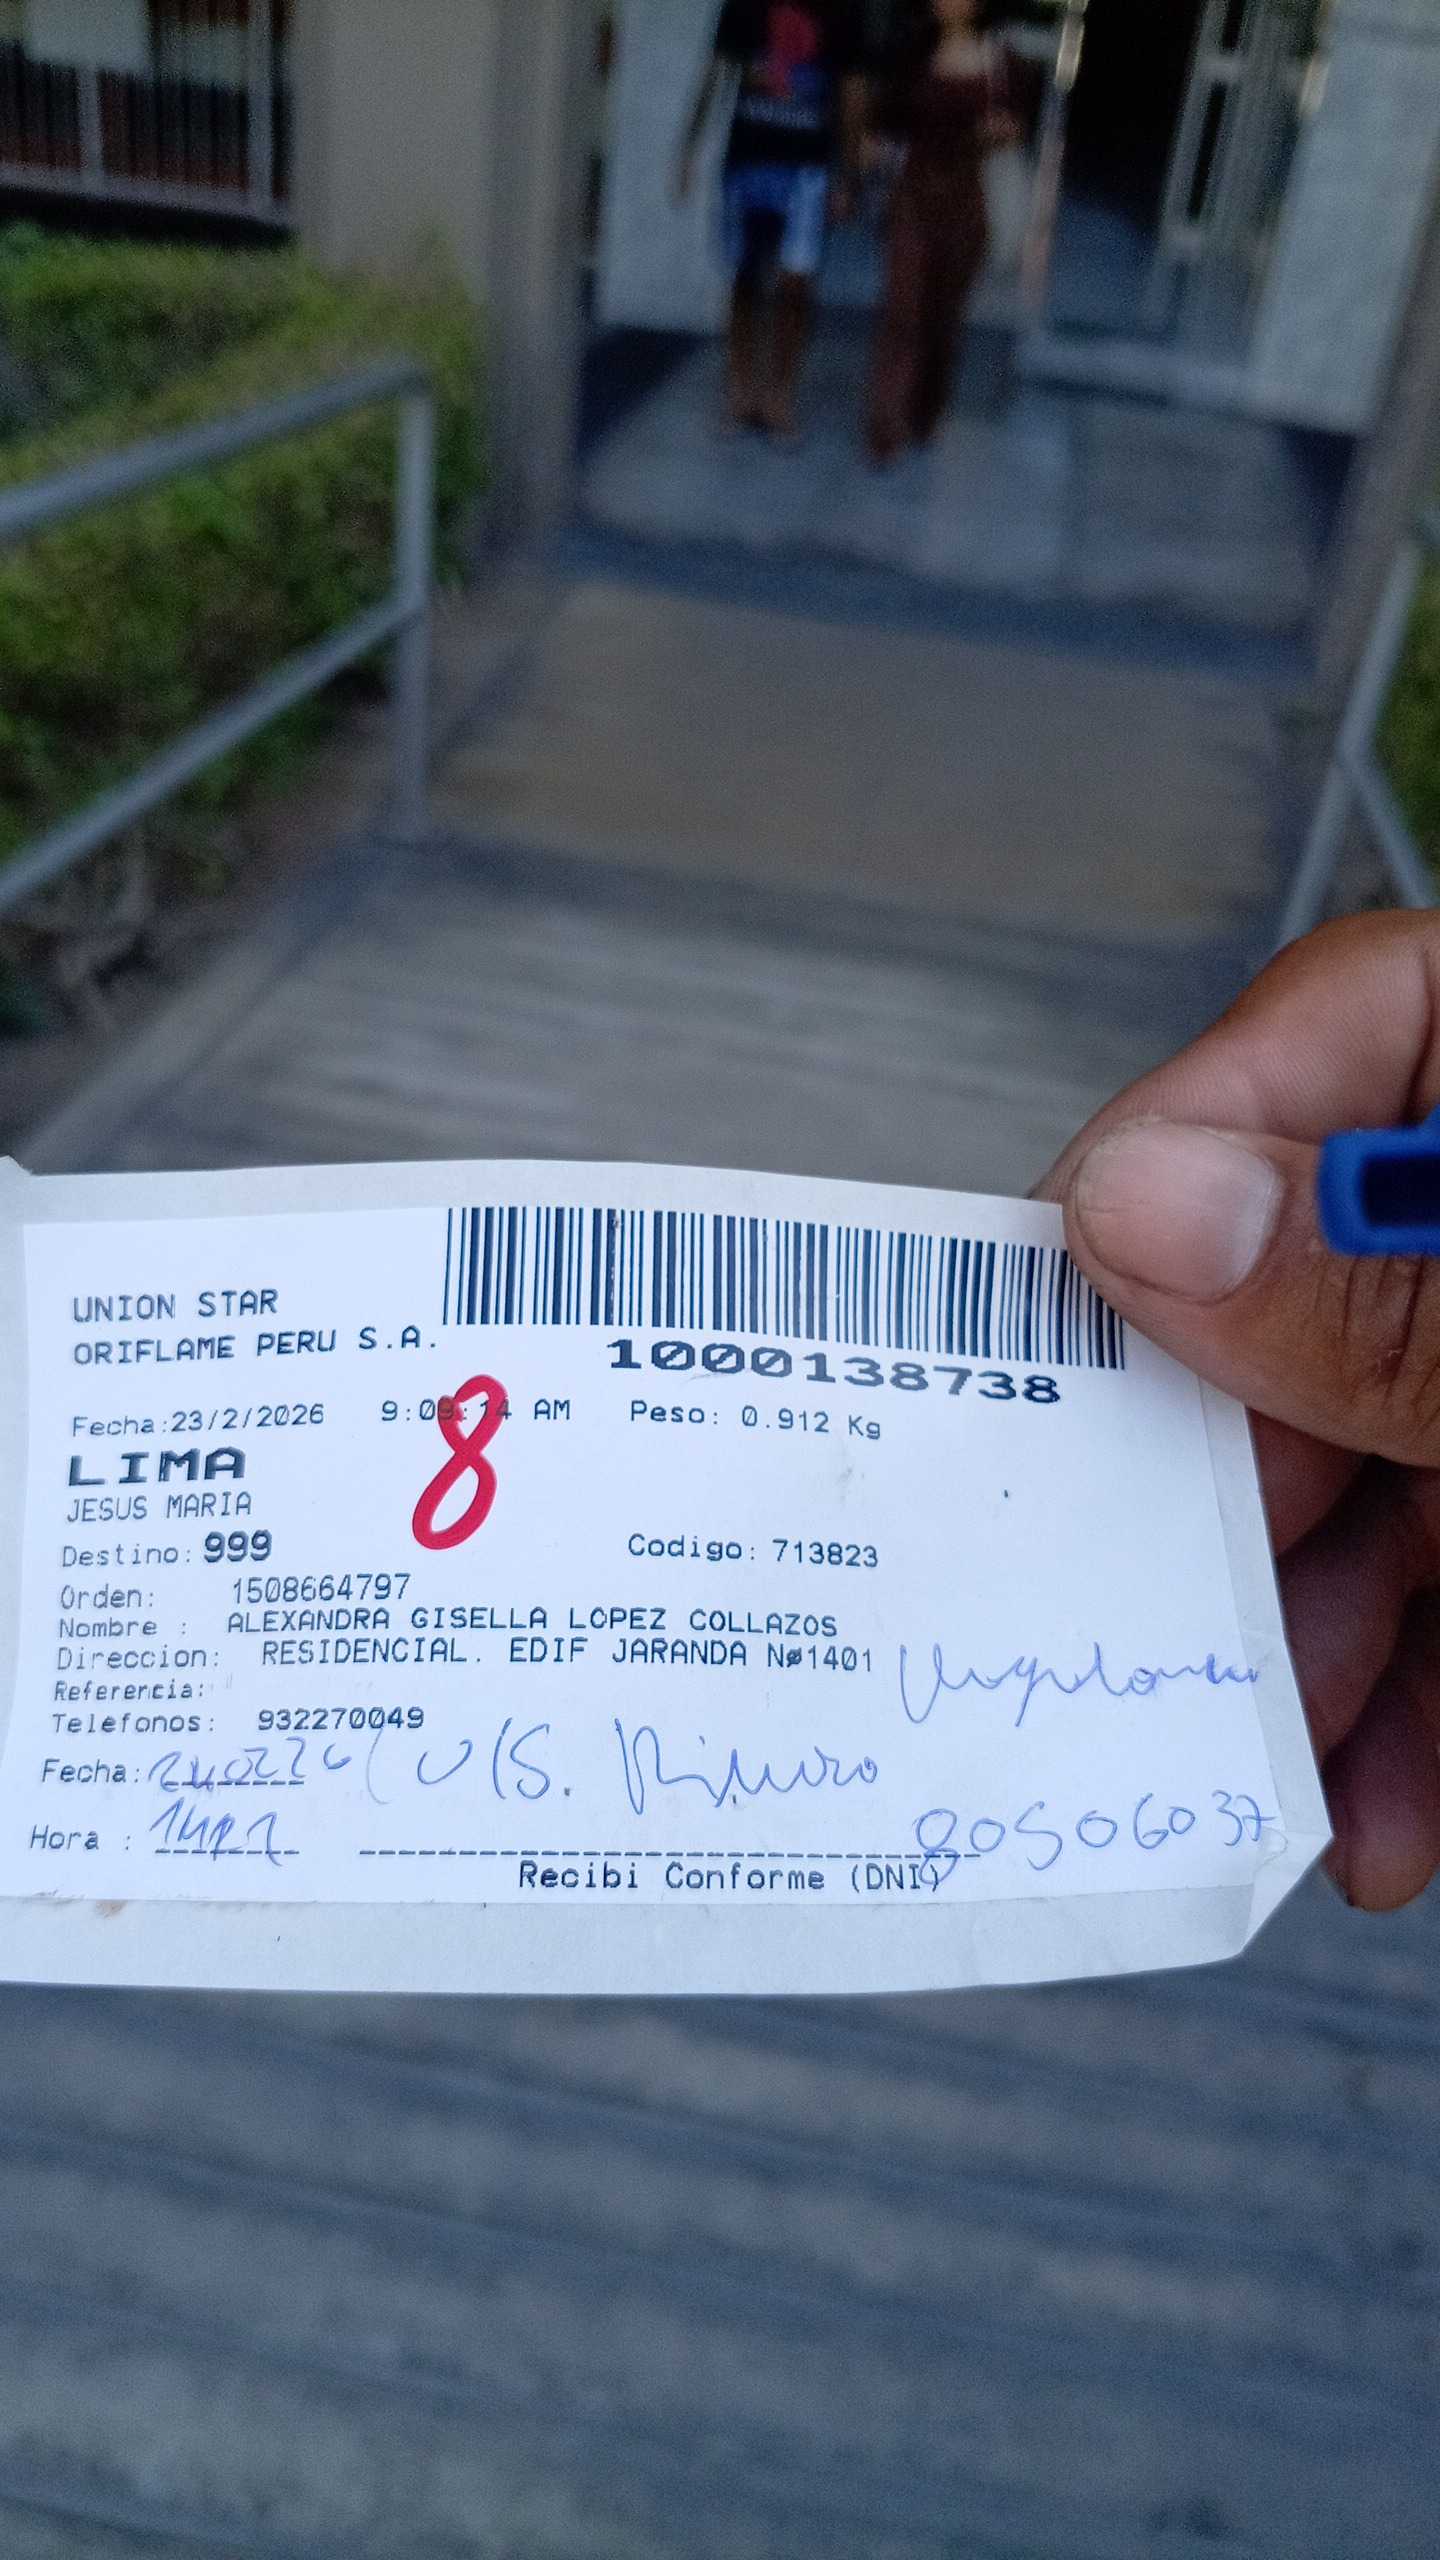 UNION STAR
ORIFLAME PERU S.A.
1000138738
Fecha:23/2/2026 9:09:14 AM Peso: 0.912 Kg
LIMA
8
JESUS MARIA
Destino: 999 Codigo: 713823
Orden: 1508664797
Nombre : ALEXANDRA GISELLA LOPEZ COLLAZOS
Direccion: RESIDENCIAL. EDIF JARANDA Nø1401
Referencia:
Telefonos: 932270049
Fecha:
Hora :
80506037
Recibi Conforme (DNI)